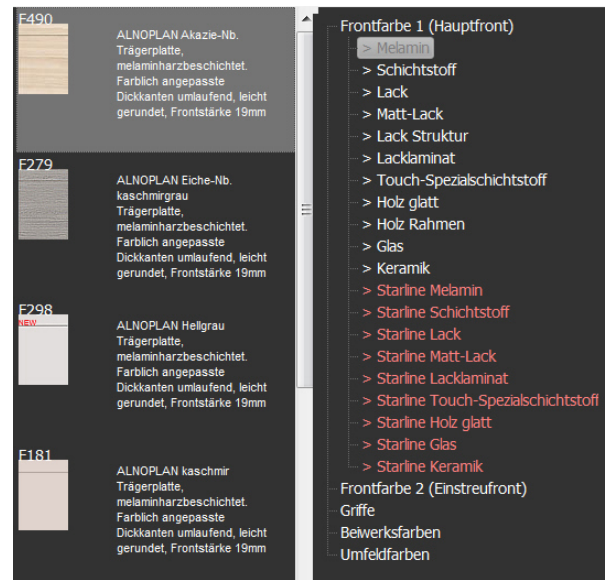 F490
ALNOPLAN Akazie-Nb.
Trägerplatte,
melaminharzbeschichtet.
Farblich angepasste
Dickkanten umlaufend, leicht
gerundet, Frontstärke 19mm
F279
ALNOPLAN Eiche-Nb.
kaschmirgrau
Trägerplatte,
melaminharzbeschichtet.
Farblich angepasste
Dickkanten umlaufend, leicht
gerundet, Frontstärke 19mm
F298
NEW
ALNOPLAN Hellgrau
Trägerplatte,
melaminharzbeschichtet.
Farblich angepasste
Dickkanten umlaufend, leicht
gerundet, Frontstärke 19mm
F181
ALNOPLAN kaschmir
Trägerplatte,
melaminharzbeschichtet.
Farblich angepasste
Dickkanten umlaufend, leicht
gerundet, Frontstärke 19mm
Frontfarbe 1 (Hauptfront)
> Melamin
> Schichtstoff
> Lack
> Matt-Lack
> Lack Struktur
> Lacklaminat
> Touch-Spezialschichtstoff
> Holz glatt
> Holz Rahmen
> Glas
> Keramik
> Starline Melamin
> Starline Schichtstoff
> Starline Lack
> Starline Matt-Lack
> Starline Lacklaminat
> Starline Touch-Spezialschichtstoff
> Starline Holz glatt
> Starline Glas
> Starline Keramik
Frontfarbe 2 (Einstreufront)
Griffe
Beiwerksfarben
Umfeldfarben